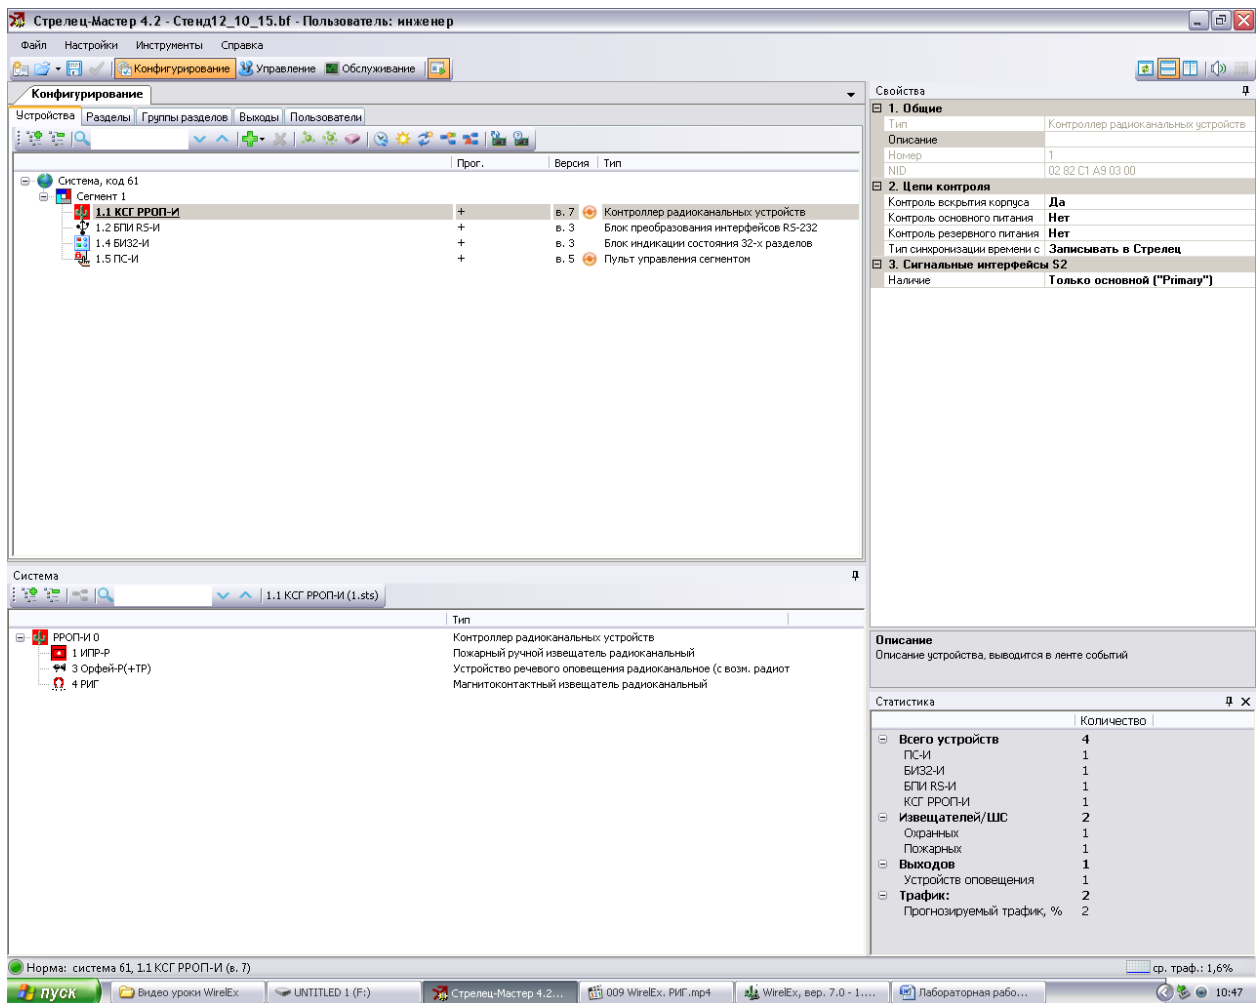 Стрелец-Мастер 4.2 - Стенд12_10_15.bf - Пользователь: инженер
Файл Настройки Инструменты Справка
Конфигурирование Управление Обслуживание
Конфигурирование
Устройства Разделы Группы разделов Выходы Пользователи
Прог. Версия Тип
Система, код 61
Сегмент 1
1.1 КСГ РРОП-И + в. 7 Контроллер радиоканальных устройств
1.2 БПИ RS-И + в. 3 Блок преобразования интерфейсов RS-232
1.4 БИ32-И + в. 3 Блок индикации состояния 32-х разделов
1.5 ПС-И + в. 5 Пульт управления сегментом
Система
1.1 КСГ РРОП-И (1.sts)
Тип
РРОП-И 0 Контроллер радиоканальных устройств
1 ИПР-Р Пожарный ручной извещатель радиоканальный
3 Орфей-Р(+ТР) Устройство речевого оповещения радиоканальное (с возм. радиот
4 РИГ Магнитоконтактный извещатель радиоканальный
Свойства
1. Общие
Тип Контроллер радиоканальных устройств
Описание
Номер 1
NID 02 82 C1 A9 03 00
2. Цепи контроля
Контроль вскрытия корпуса Да
Контроль основного питания Нет
Контроль резервного питания Нет
Тип синхронизации времени с Записывать в Стрелец
3. Сигнальные интерфейсы S2
Наличие Только основной ("Primary")
Описание
Описание устройства, выводится в ленте событий
Статистика
Количество
Всего устройств 4
ПС-И 1
БИ32-И 1
БПИ RS-И 1
КСГ РРОП-И 1
Извещателей/ШС 2
Охранных 1
Пожарных 1
Выходов 1
Устройств оповещения 1
Трафик: 2
Прогнозируемый трафик, % 2
Норма: система 61, 1.1 КСГ РРОП-И (в. 7) ср. траф.: 1,6%
пуск Видео уроки WirelEx UNTITLED 1 (F:) Стрелец-Мастер 4.2... 009 WirelEx. РИГ.mp4 WirelEx, вер. 7.0 - 1.... Лабораторная рабо... 10:47